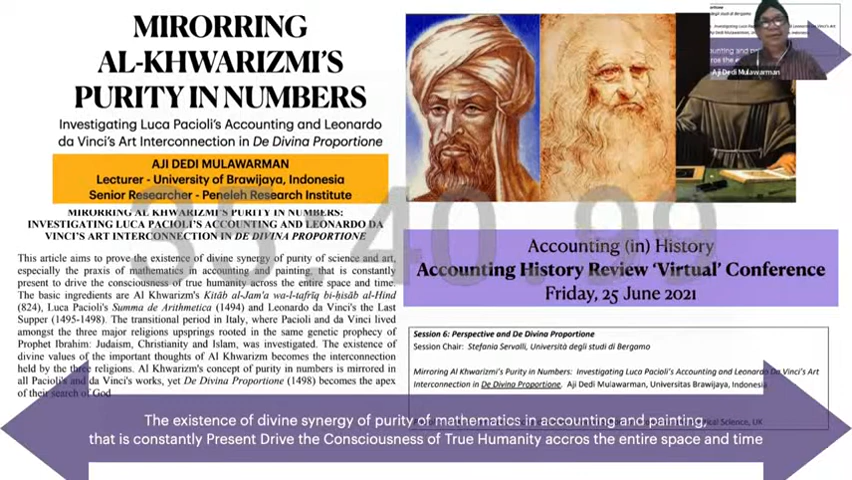 MIRORRING
AL-KHWARIZMI'S
PURITY IN NUMBERS
Investigating Luca Pacioli's Accounting and Leonardo
da Vinci's Art Interconnection in De Divina Proportione
AJI DEDI MULAWARMAN
Lecturer - University of Brawijaya, Indonesia
Senior Researcher - Peneleh Research Institute
MIRORRING AL KHWARIZMI'S PURITY IN NUMBERS:
INVESTIGATING LUCA PACIOLI'S ACCOUNTING AND LEONARDO DA
VINCI'S ART INTERCONNECTION IN DE DIVINA PROPORTIONE
This article aims to prove the existence of divine synergy of purity of science and art,
especially the praxis of mathematics in accounting and painting, that is constantly
present to drive the consciousness of true humanity across the entire space and time.
The basic ingredients are Al Khwarizm's Kitāb al-Jam'a wa-l-tafrīq bi-ḥisāb al-Hind
(824), Luca Pacioli's Summa de Arithmetica (1494) and Leonardo da Vinci's the Last
Supper (1495-1498). The transitional period in Italy, where Pacioli and da Vinci lived
amongst the three major religions upsprings rooted in the same genetic prophecy of
Prophet Ibrahim: Judaism, Christianity and Islam, was investigated. The existence of
divine values of the important thoughts of Al Khwarizm becomes the interconnection
held by the three religions. Al Khwarizm's concept of purity in numbers is mirrored in
all Pacioli and da Vinci's works, yet De Divina Proportione (1498) becomes the apex
of their search of God
Aji Dedi Mulawarman
Accounting (in) History
Accounting History Review 'Virtual' Conference
Friday, 25 June 2021
Session 6: Perspective and De Divina Proportione
Session Chair: Stefania Servalli, Università degli studi di Bergamo
Mirroring Al Khwarizmi's Purity in Numbers: Investigating Luca Pacioli's Accounting and Leonardo Da Vinci's Art
Interconnection in De Divina Proportione. Aji Dedi Mulawarman, Universitas Brawijaya, Indonesia
Science, UK
The existence of divine synergy of purity of mathematics in accounting and painting,
that is constantly Present Drive the Consciousness of True Humanity accros the entire space and time